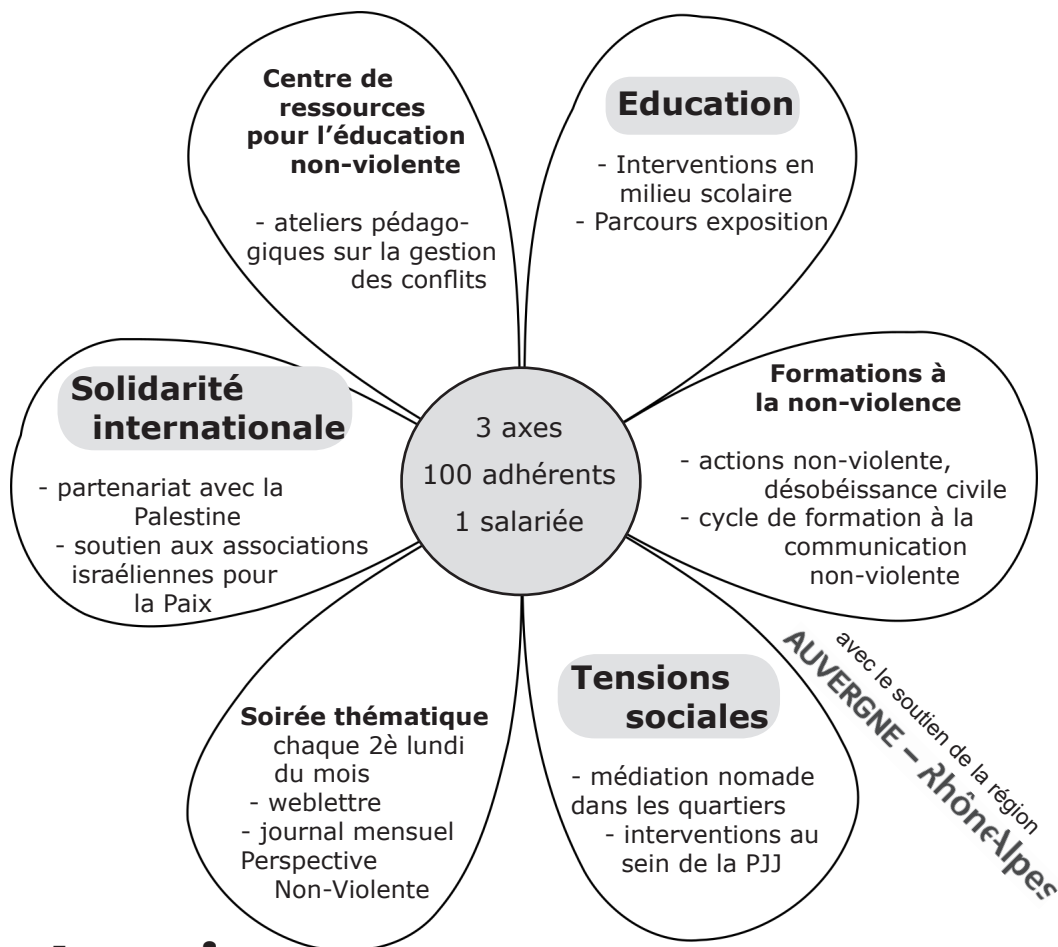 Centre de
ressources
pour l'éducation
non-violente
- ateliers pédago-
giques sur la gestion
des conflits
Education
- Interventions en
milieu scolaire
- Parcours exposition
Solidarité
internationale
- partenariat avec la
Palestine
- soutien aux associations
israéliennes pour
la Paix
3 axes
100 adhérents
1 salariée
Formations à
la non-violence
- actions non-violente,
désobéissance civile
- cycle de formation à la
communication
non-violente
Soirée thématique
chaque 2è lundi
du mois
- weblettre
- journal mensuel
Perspective
Non-Violente
Tensions
sociales
- médiation nomade
dans les quartiers
- interventions au
sein de la PJJ
avec le soutien de la région
AUVERGNE – RhôneAlpes